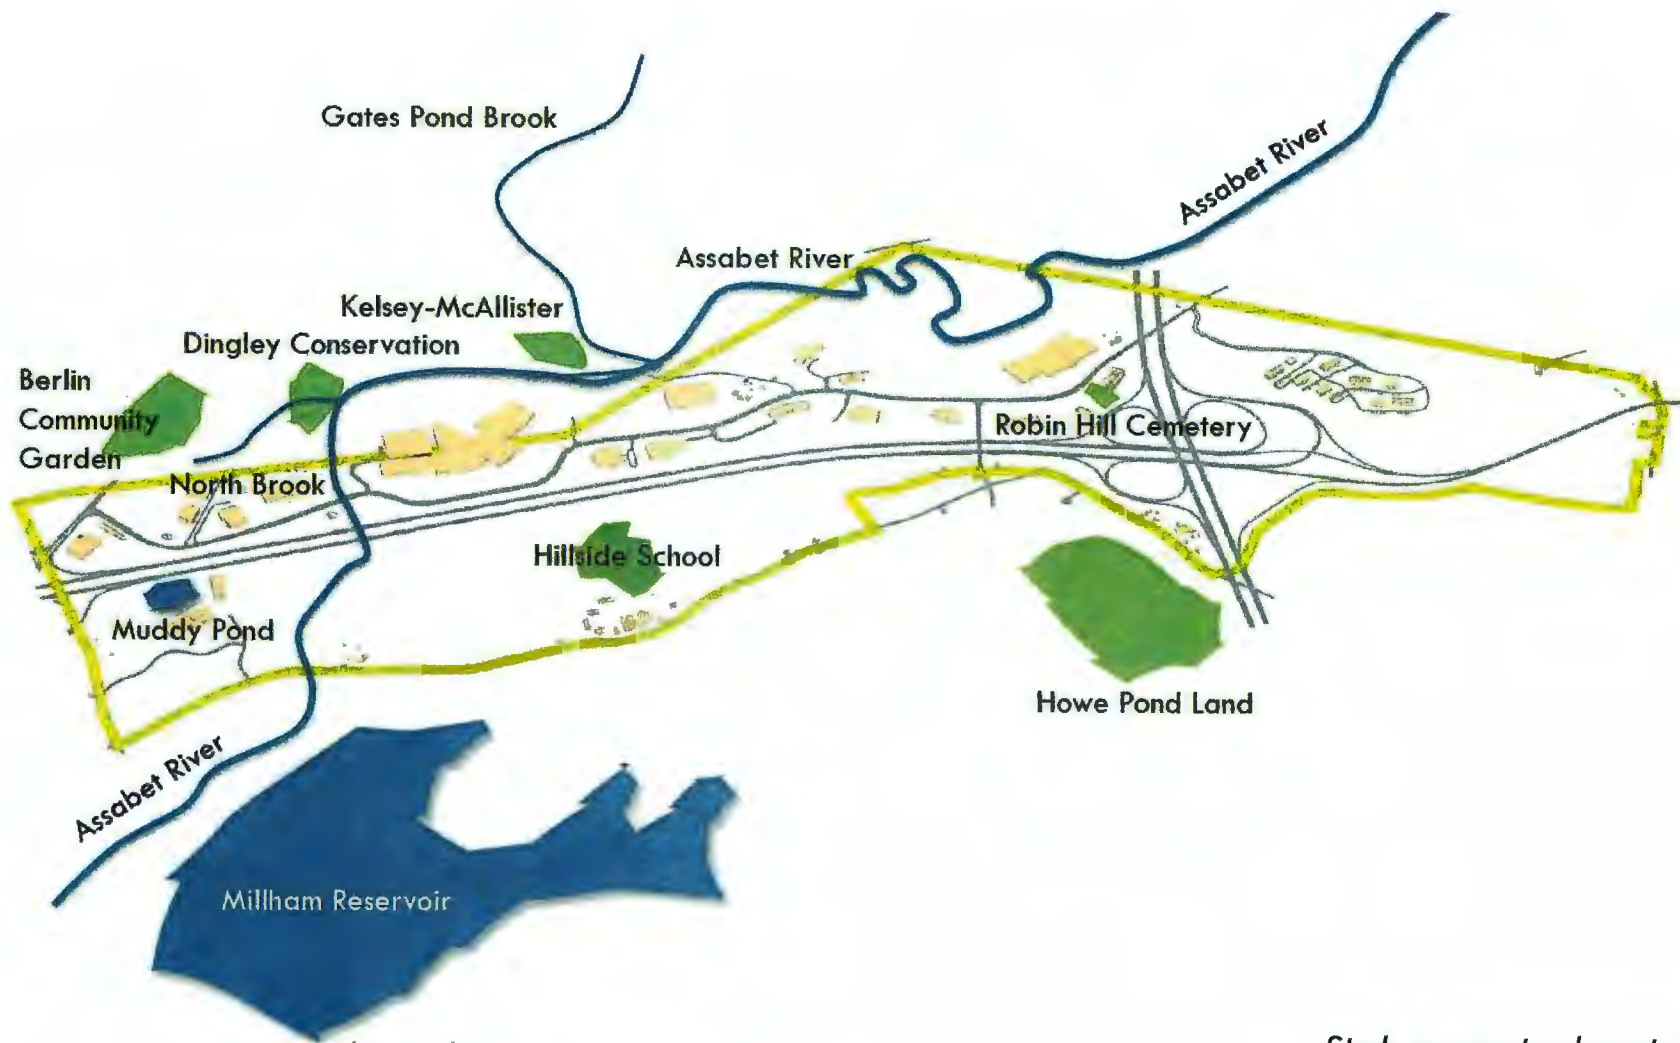 Gates Pond Brook
Assabet River
Assabet River
Kelsey-McAllister
Dingley Conservation
Berlin
Community
Garden
Robin Hill Cemetery
North Brook
Hillside School
Muddy Pond
Howe Pond Land
Assabet River
Millham Reservoir